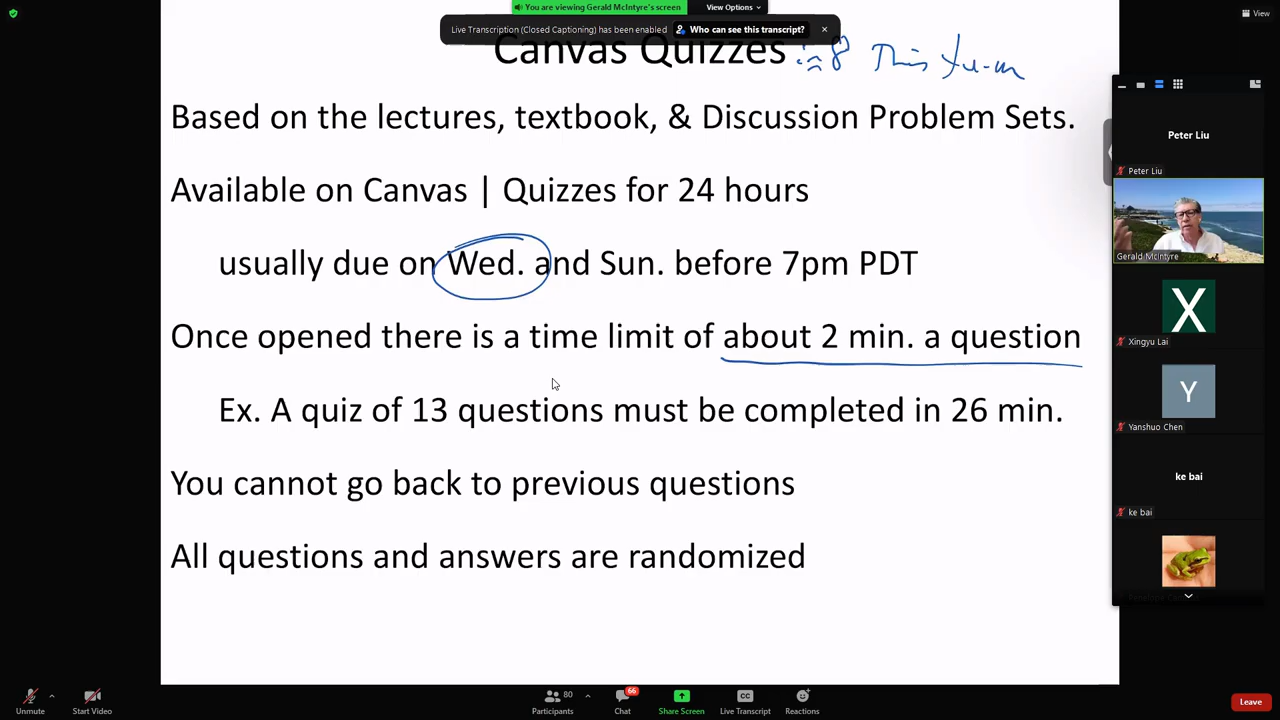 You are viewing Gerald McIntyre's screen
View Options
Live Transcription (Closed Captioning) has been enabled
Who can see this transcript?
View
Canvas Quizzes
8 This
Based on the lectures, textbook, & Discussion Problem Sets.
Available on Canvas | Quizzes for 24 hours
usually due on Wed. and Sun. before 7pm PDT
Once opened there is a time limit of about 2 min. a question
Ex. A quiz of 13 questions must be completed in 26 min.
You cannot go back to previous questions
All questions and answers are randomized
Peter Liu
Peter Liu
Gerald McIntyre
X
Xingyu Lai
Y
Yanshuo Chen
ke bai
ke bai
Unmute
Start Video
80
Participants
66
Chat
Share Screen
CC
Live Transcript
Reactions
Leave